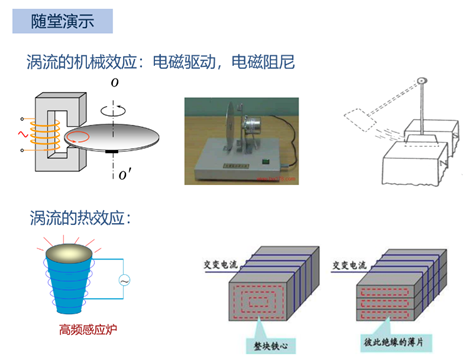 随堂演示
涡流的机械效应：电磁驱动，电磁阻尼
o
o'
涡流的热效应：
高频感应炉
交变电流
整块铁心
交变电流
彼此绝缘的薄片